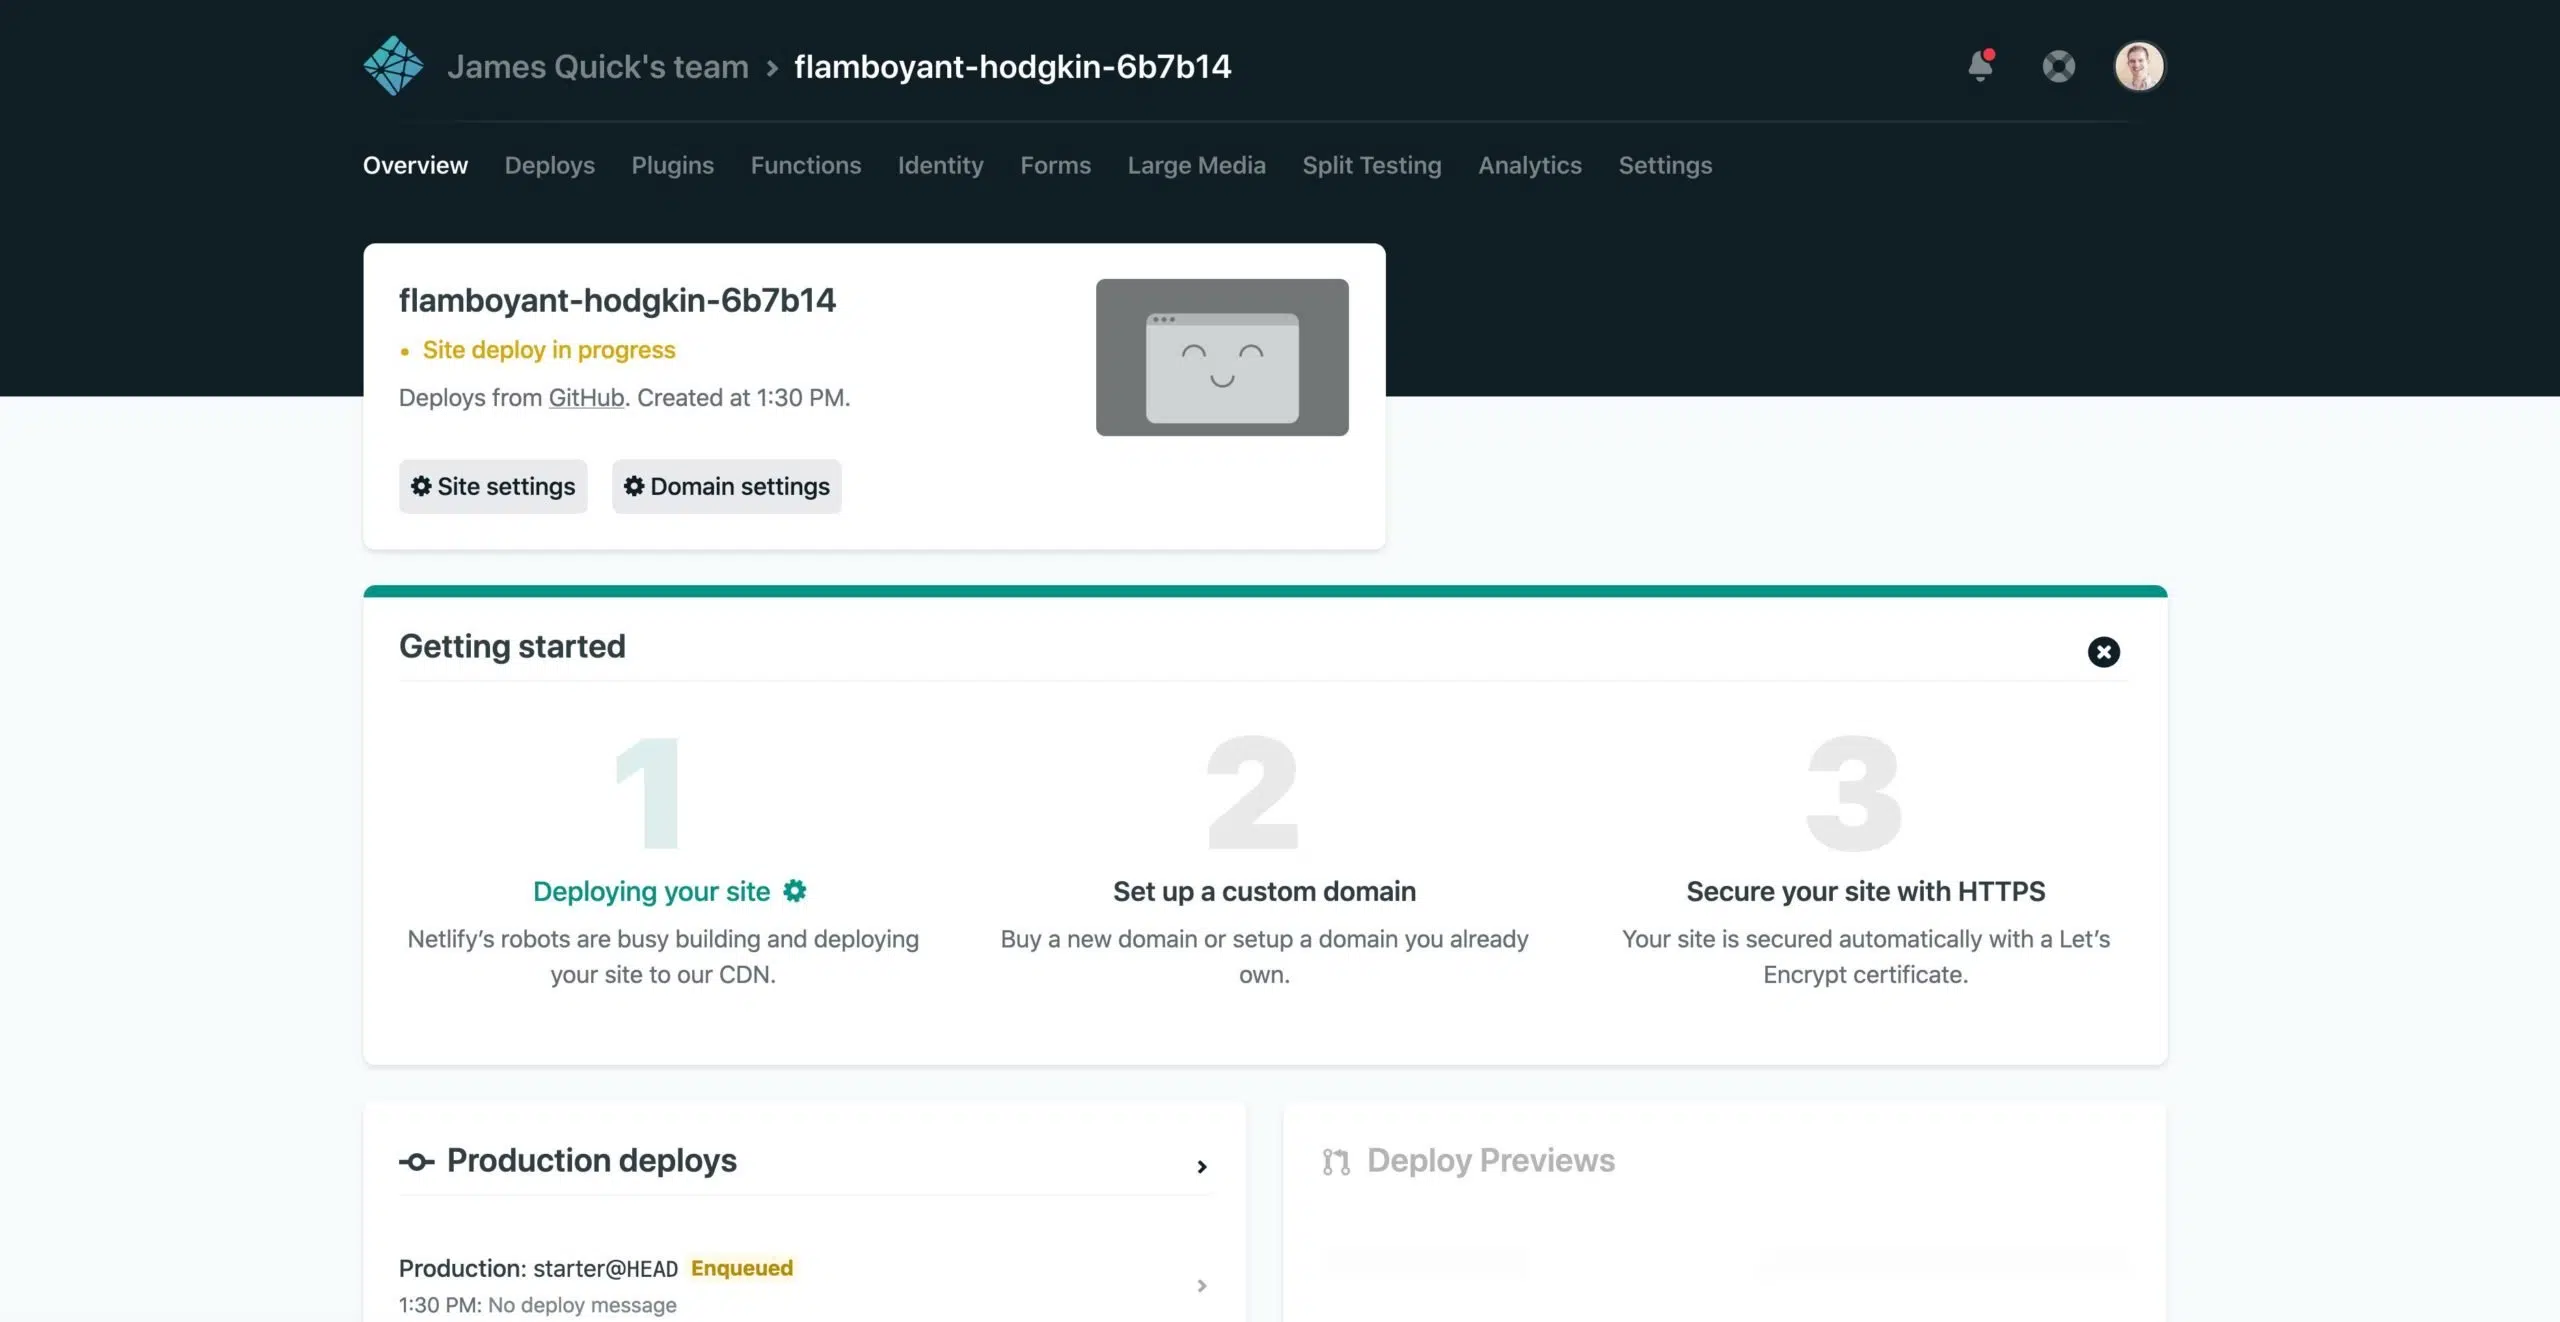 James Quick's team > flamboyant-hodgkin-6b7b14
Overview Deploys Plugins Functions Identity Forms Large Media Split Testing Analytics Settings
flamboyant-hodgkin-6b7b14
• Site deploy in progress
Deploys from GitHub. Created at 1:30 PM.
Site settings Domain settings
Getting started
1
Deploying your site
Netlify’s robots are busy building and deploying
your site to our CDN.
2
Set up a custom domain
Buy a new domain or setup a domain you already
own.
3
Secure your site with HTTPS
Your site is secured automatically with a Let’s
Encrypt certificate.
Production deploys
Production: starter@HEAD Enqueued
1:30 PM: No deploy message
Deploy Previews